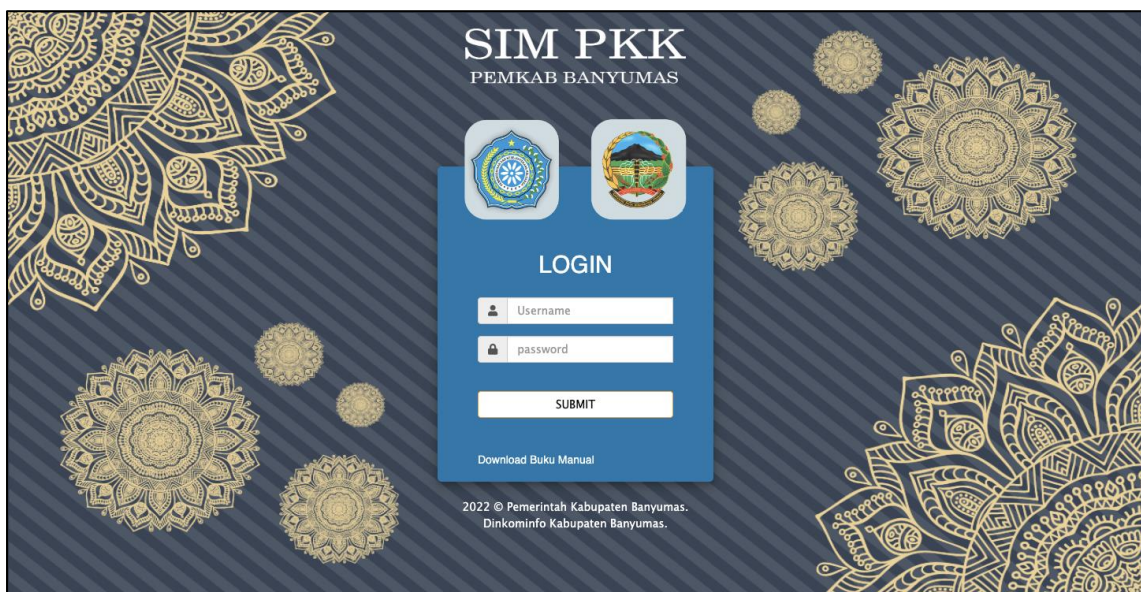 SIM PKK
PEMKAB BANYUMAS
LOGIN
Username
password
SUBMIT
Download Buku Manual
2022 © Pemerintah Kabupaten Banyumas.
Dinkominfo Kabupaten Banyumas.